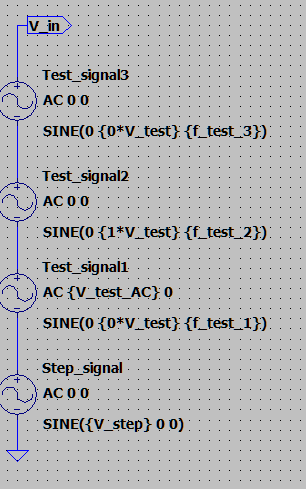 V_in
Test_signal3
AC 0 0
SINE(0 {0*V_test} {f_test_3})
Test_signal2
AC 0 0
SINE(0 {1*V_test} {f_test_2})
Test_signal1
AC {V_test_AC} 0
SINE(0 {0*V_test} {f_test_1})
Step_signal
AC 0 0
SINE({V_step} 0 0)